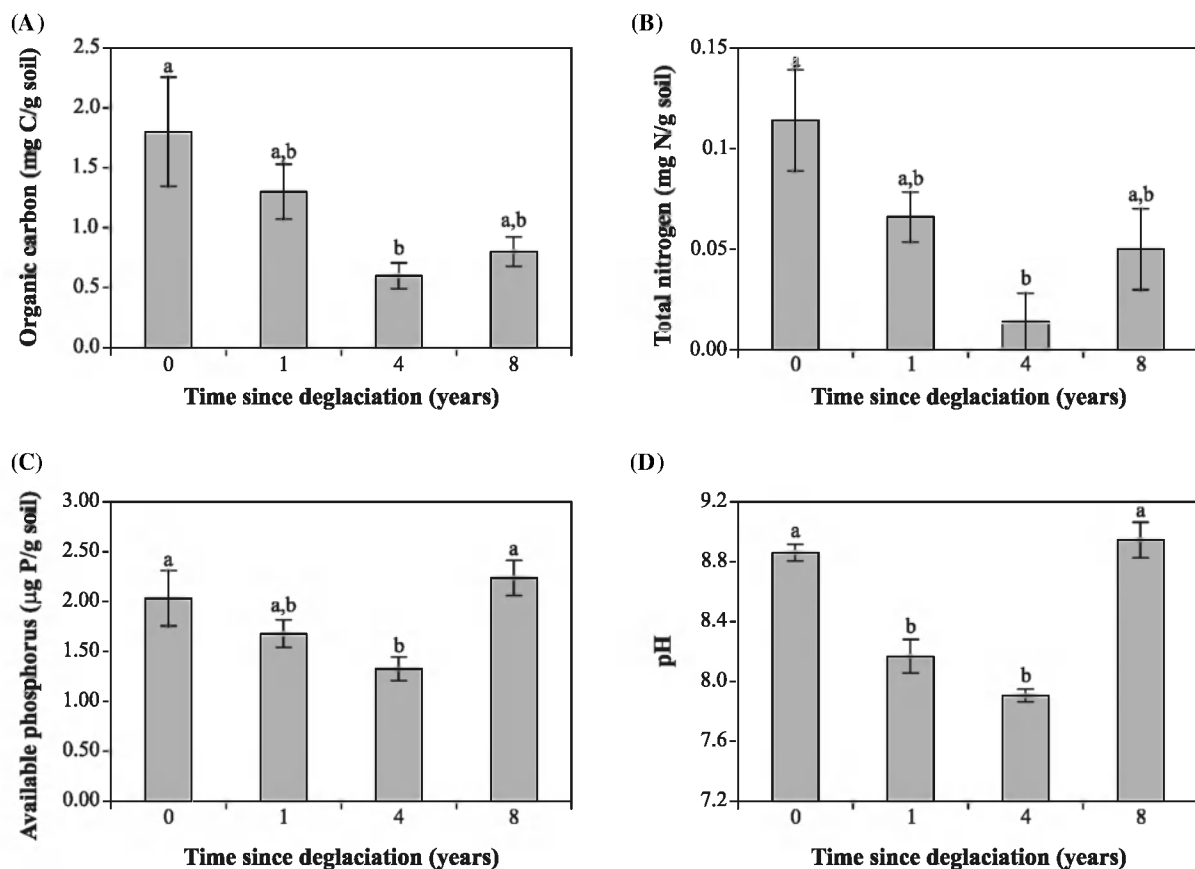 (A)
Organic carbon (mg C/g soil)
2.5
2.0
1.5
1.0
0.5
0.0
a
a,b
b
a,b
0 1 4 8
Time since deglaciation (years)
(B)
Total nitrogen (mg N/g soil)
0.15
0.1
0.05
0.00
a
a,b
b
a,b
0 1 4 8
Time since deglaciation (years)
(C)
Available phosphorus (µg P/g soil)
3.00
2.50
2.00
1.50
1.00
0.50
0.00
a
a,b
b
a
0 1 4 8
Time since deglaciation (years)
(D)
pH
9.2
8.8
8.4
8.0
7.6
7.2
a
b
b
a
0 1 4 8
Time since deglaciation (years)